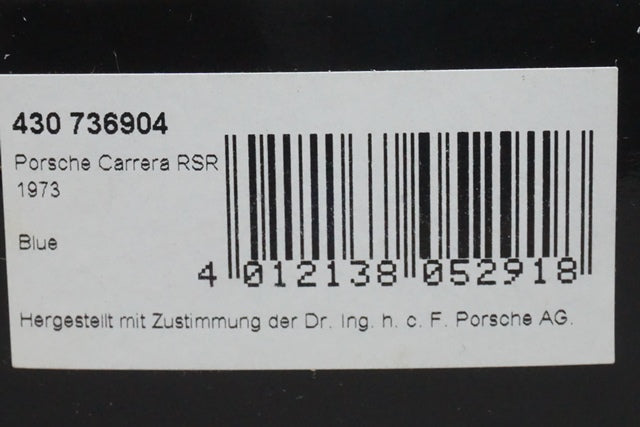 430 736904
Porsche Carrera RSR
1973
Blue
4 012138 052918
Hergestellt mit Zustimmung der Dr. Ing. h. c. F. Porsche AG.